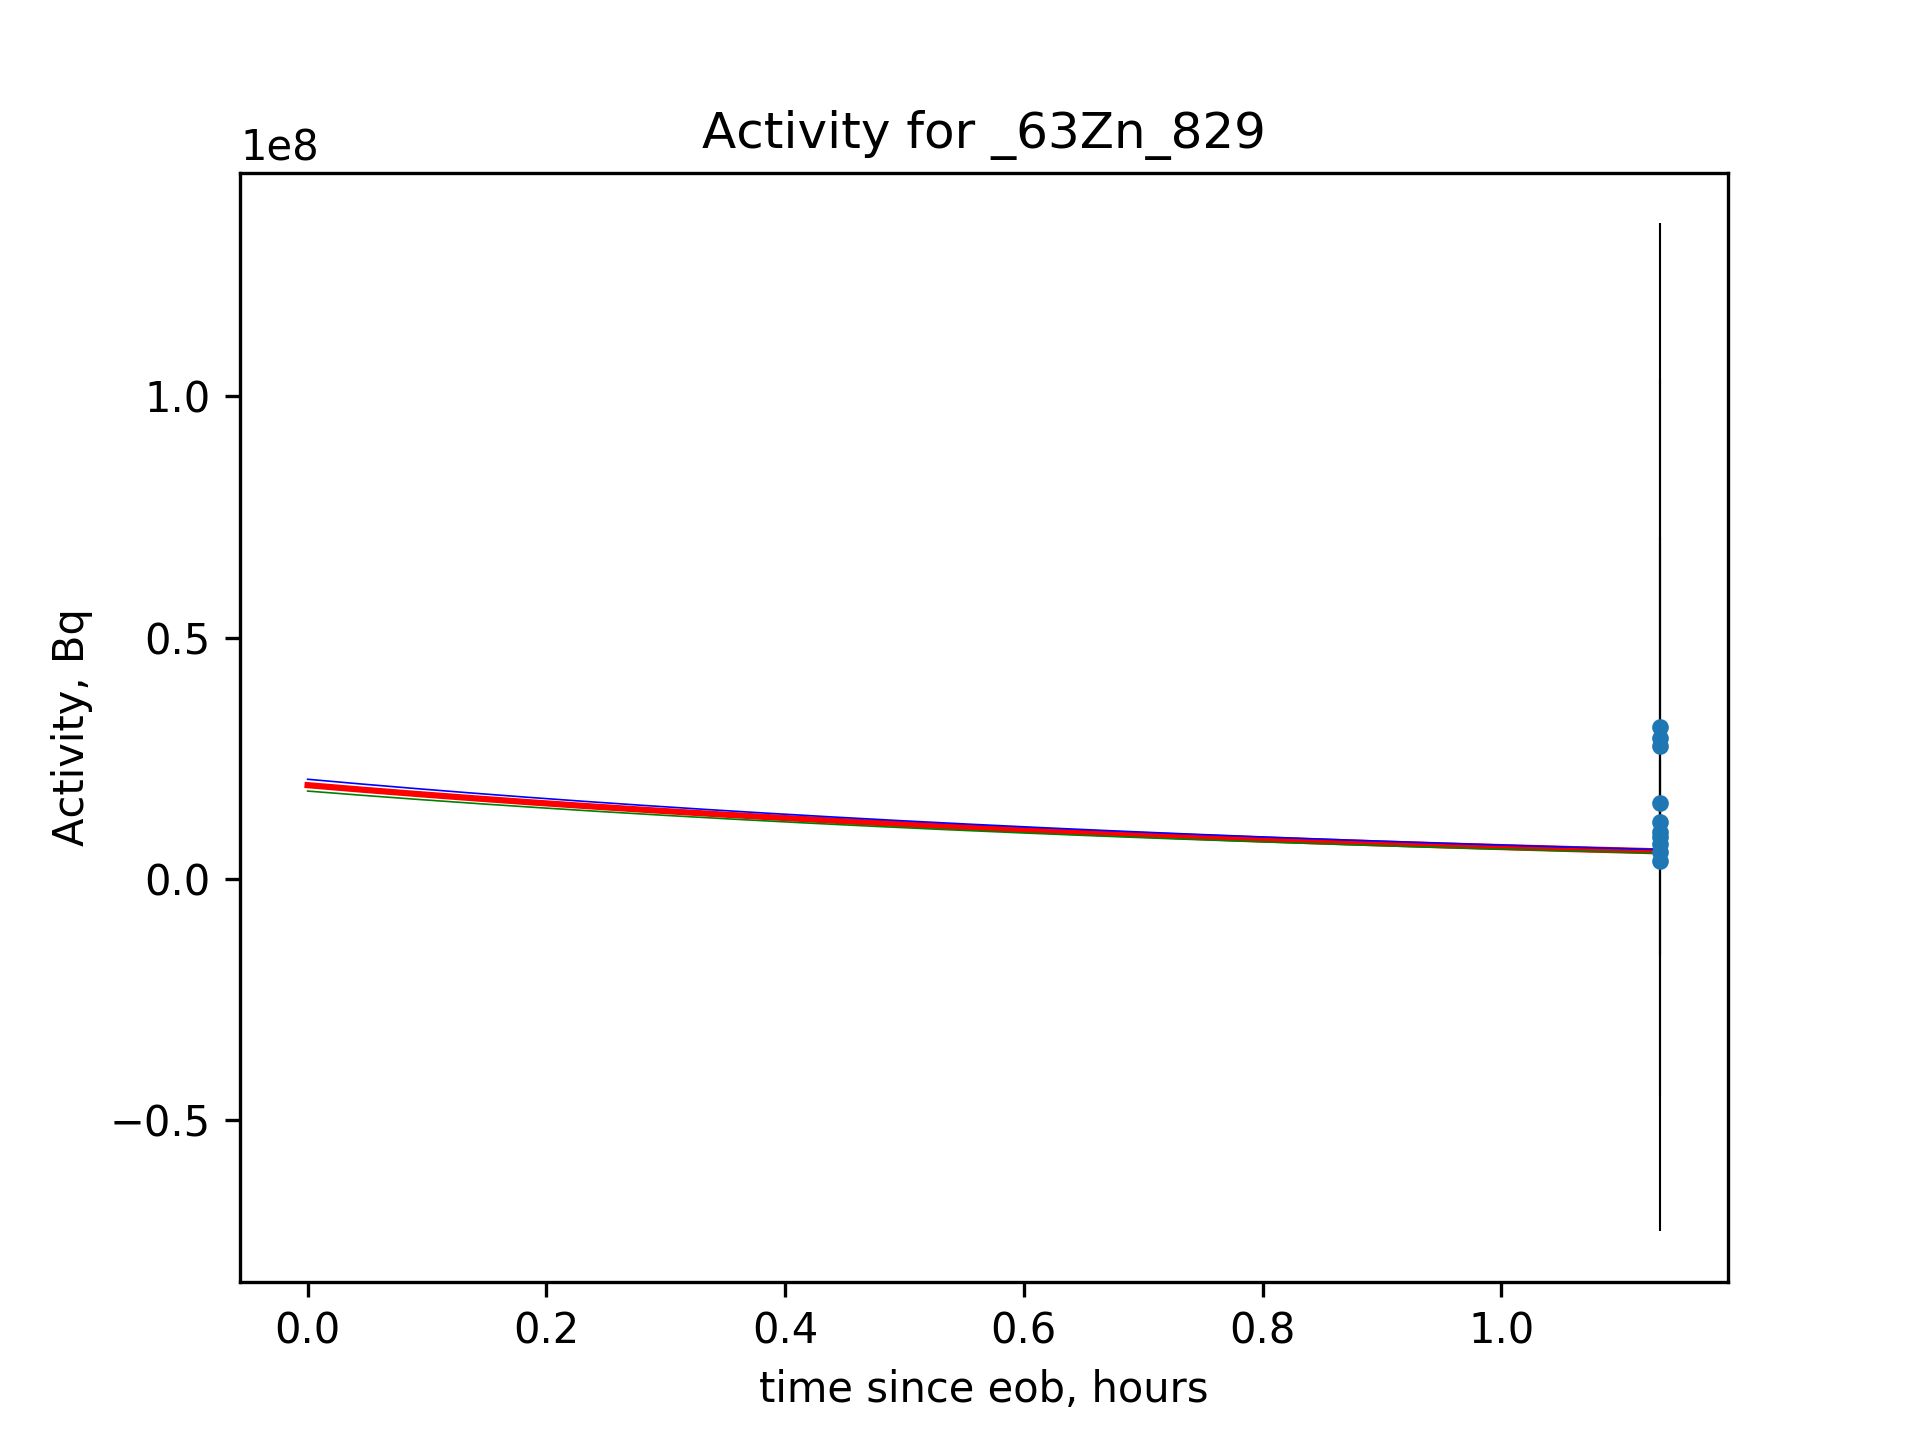 Activity for _63Zn_829
1e8
1.0
0.5
0.0
−0.5
Activity, Bq
0.0 0.2 0.4 0.6 0.8 1.0
time since eob, hours